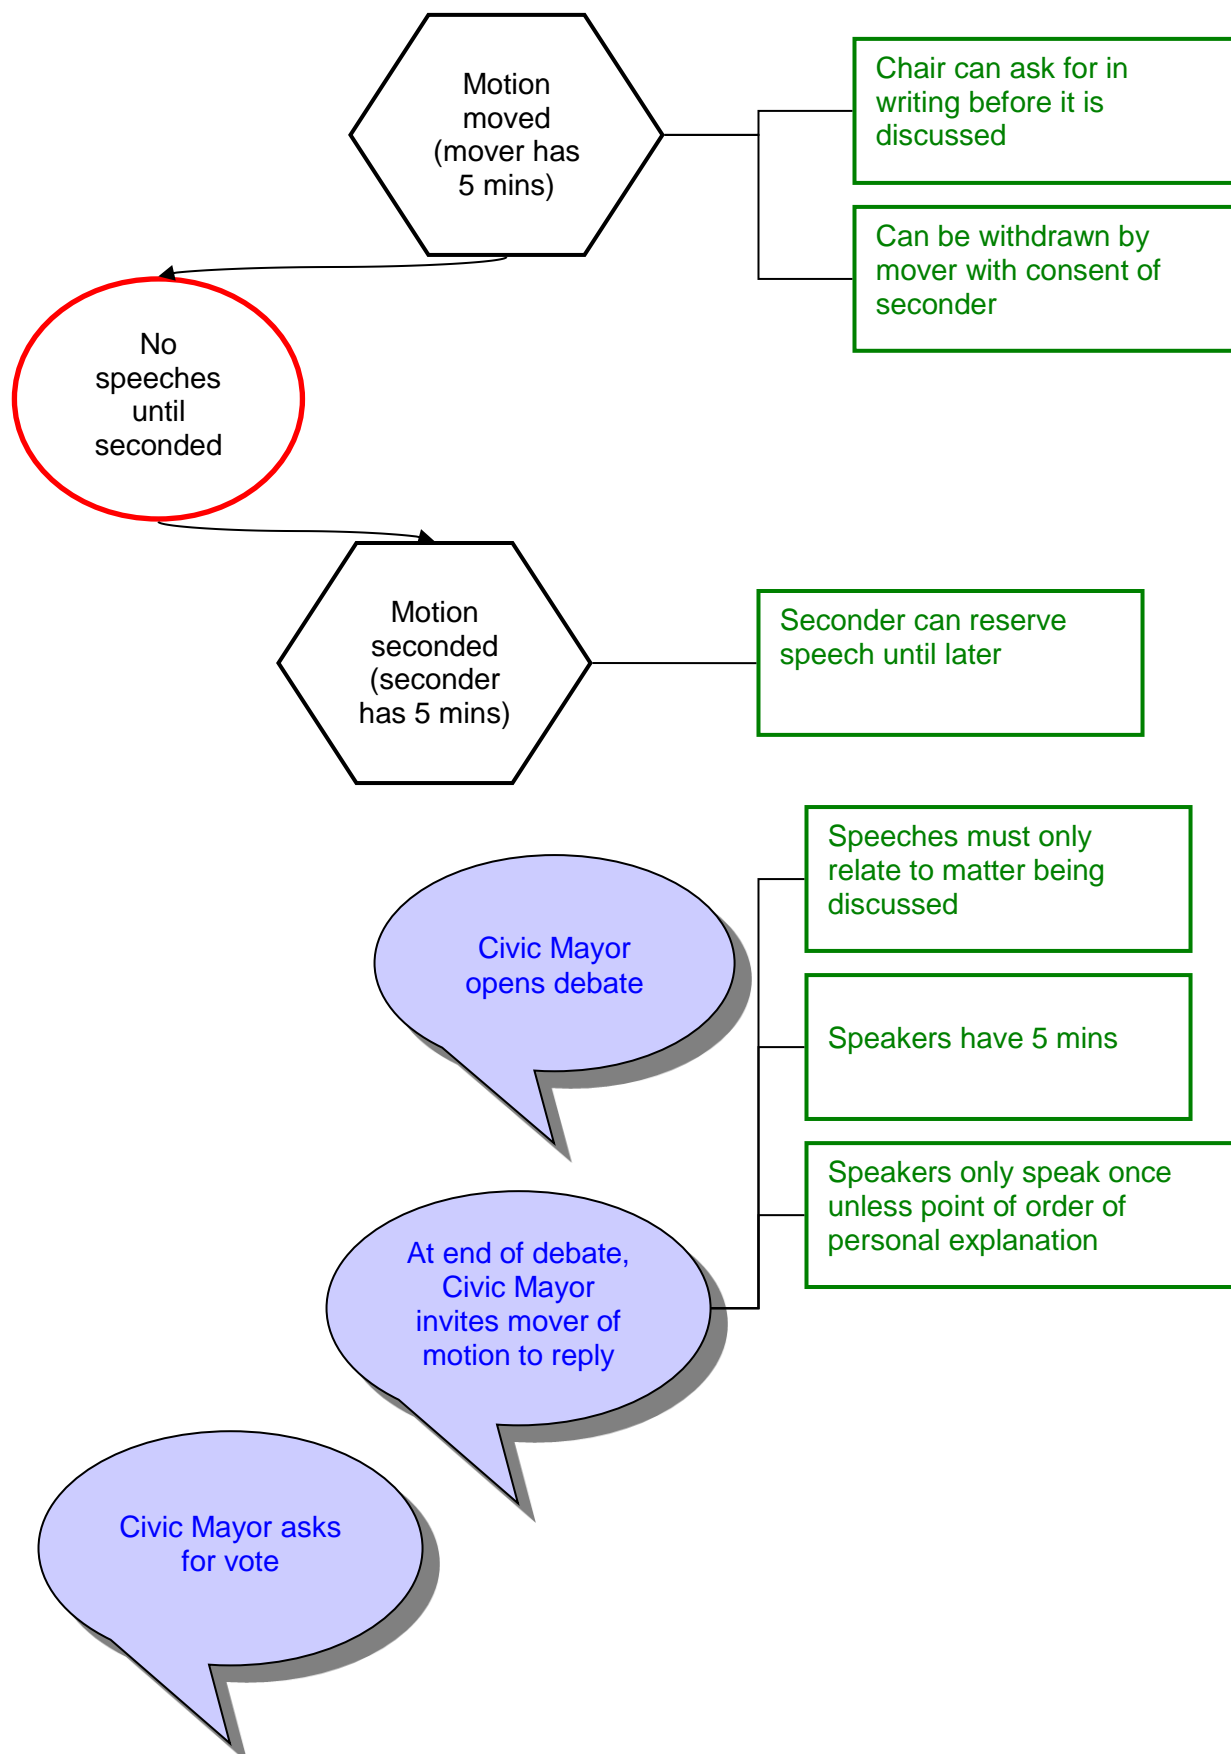 Motion
moved
(mover has
5 mins)
Chair can ask for in
writing before it is
discussed
Can be withdrawn by
mover with consent of
seconder
No
speeches
until
seconded
Motion
seconded
(seconder
has 5 mins)
Seconder can reserve
speech until later
Speeches must only
relate to matter being
discussed
Civic Mayor
opens debate
Speakers have 5 mins
Speakers only speak once
unless point of order of
personal explanation
At end of debate,
Civic Mayor
invites mover of
motion to reply
Civic Mayor asks
for vote